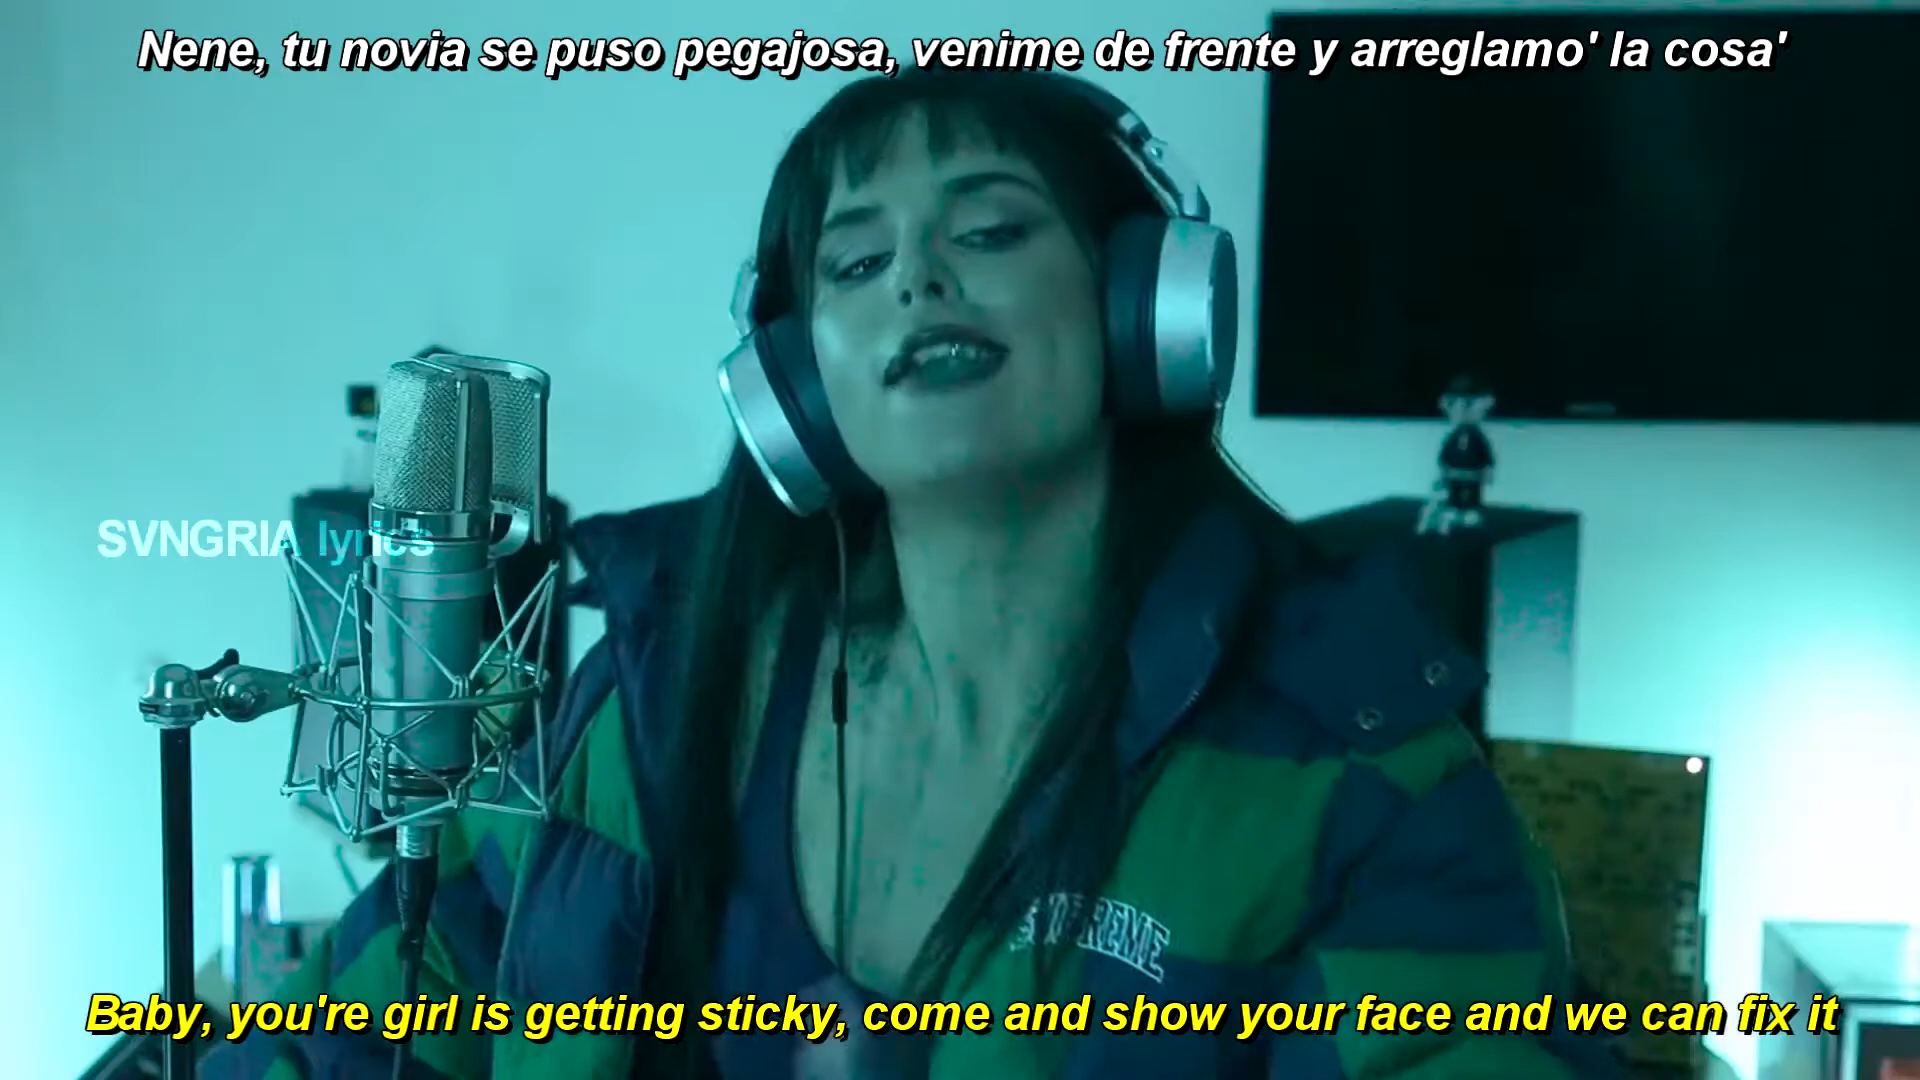 Nene, tu novia se puso pegajosa, venime de frente y arreglamo' la cosa'
SVNGRIA lyrics
Baby, you're girl is getting sticky, come and show your face and we can fix it